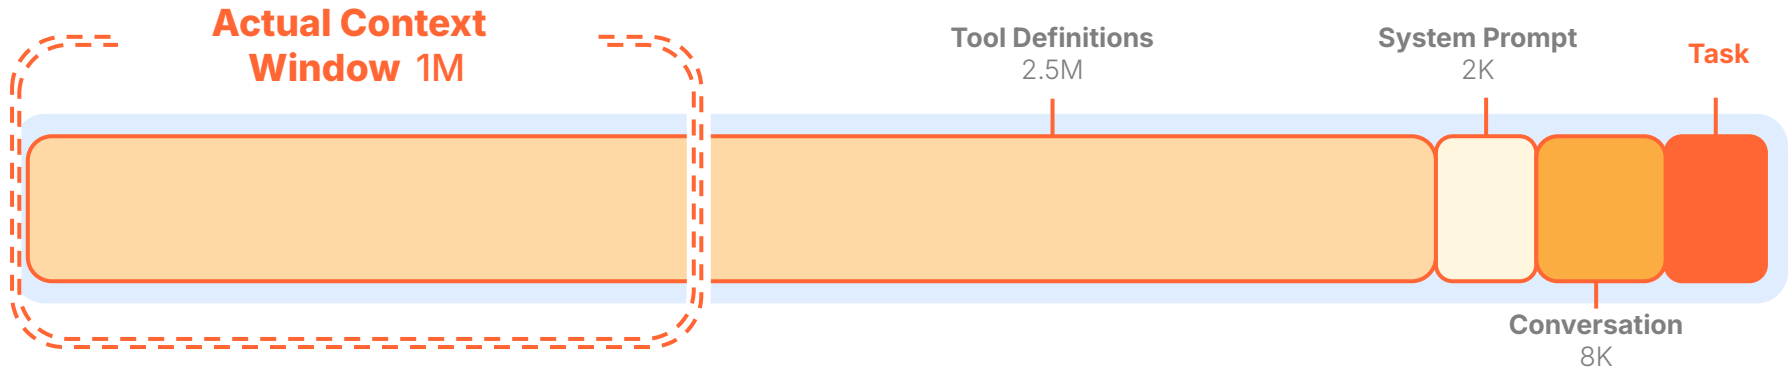 Actual Context
Window 1M
Tool Definitions
2.5M
System Prompt
2K
Task
Conversation
8K